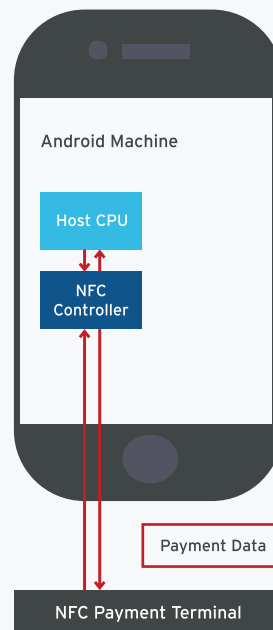 Android Machine
Host CPU
NFC
Controller
Payment Data
NFC Payment Terminal